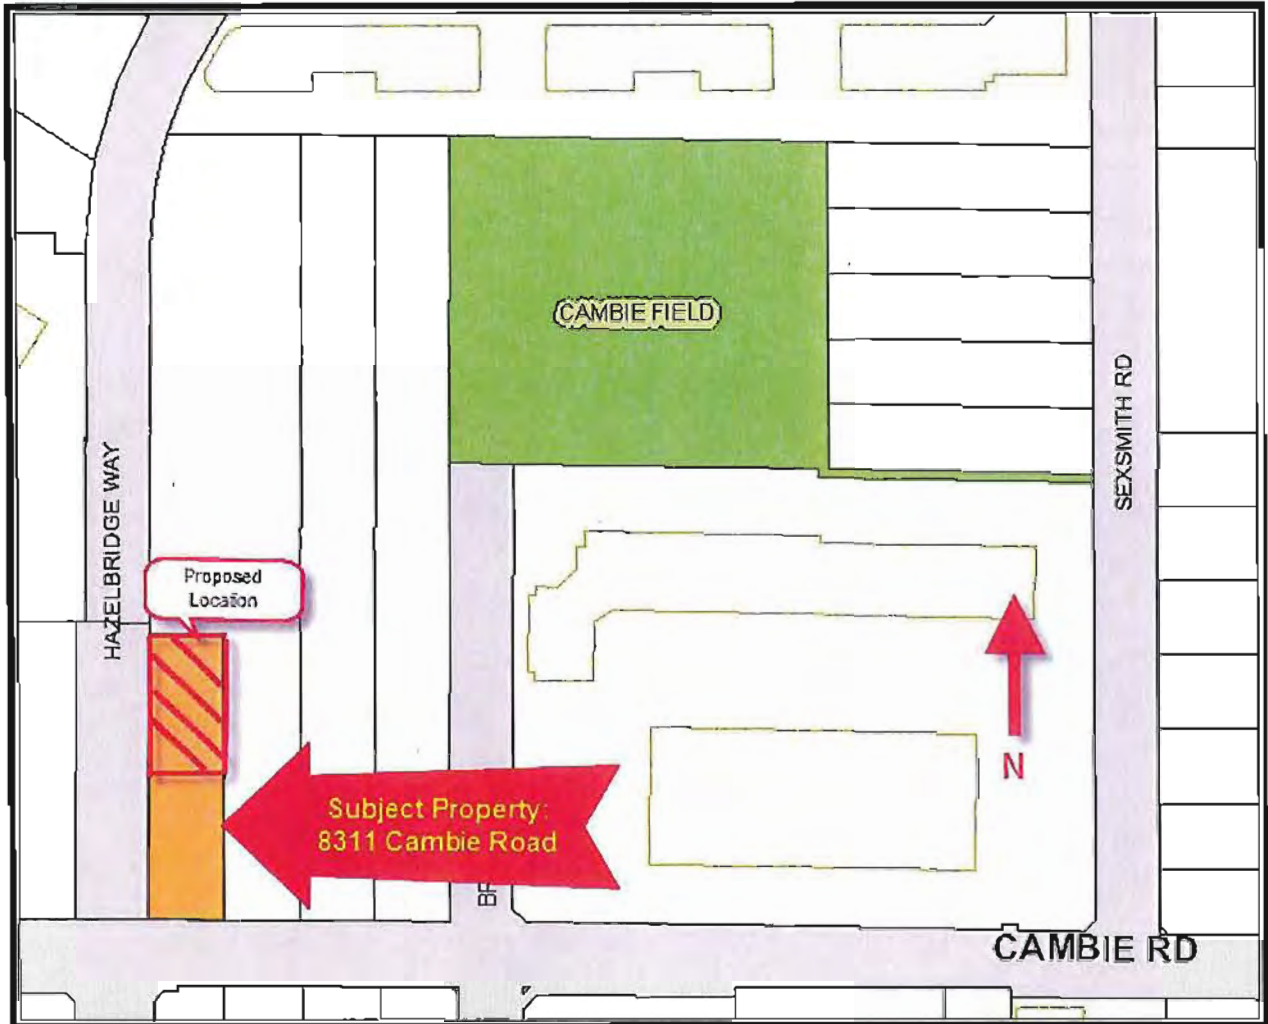 CAMBIE FIELD
SEXSMITH RD
HAZELBRIDGE WAY
Proposed
Location
N
Subject Property:
8311 Cambie Road
CAMBIE RD